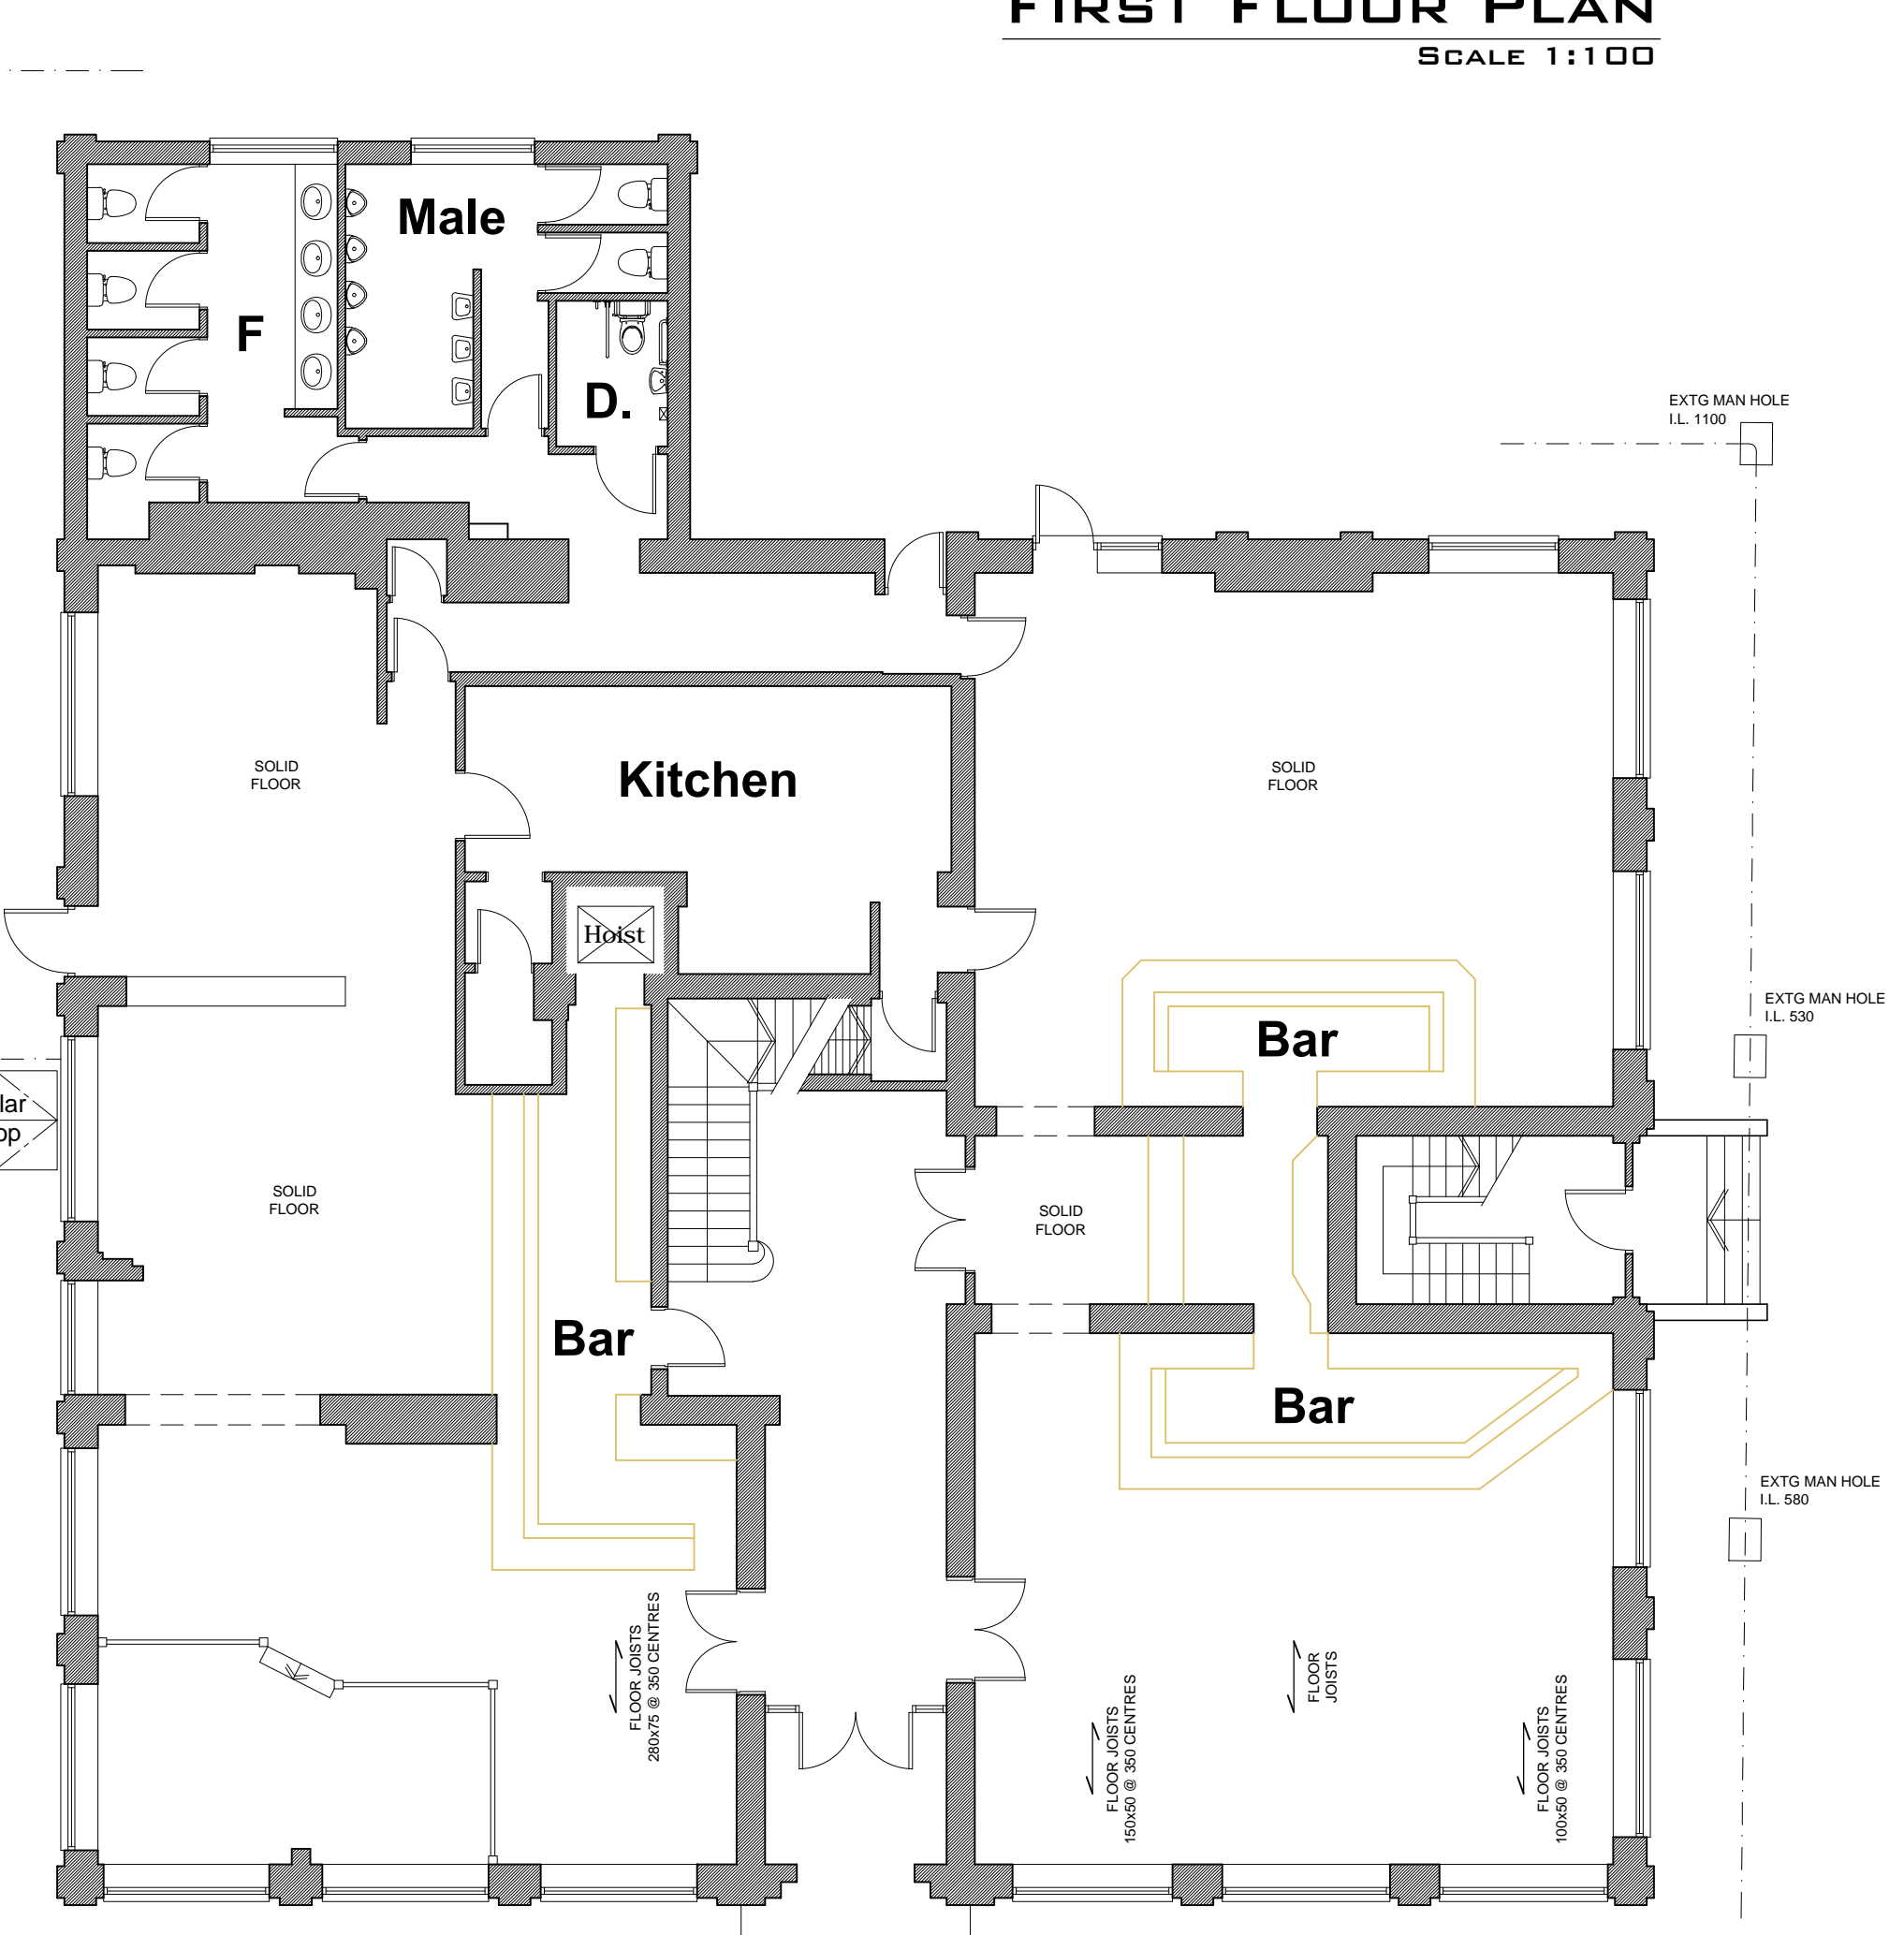 FIRST FLOOR PLAN
SCALE 1:100
Male
F
D.
EXTG MAN HOLE
I.L. 1100
SOLID
FLOOR
Kitchen
SOLID
FLOOR
Hoist
EXTG MAN HOLE
I.L. 530
Bar
lar
op
SOLID
FLOOR
SOLID
FLOOR
Bar
Bar
EXTG MAN HOLE
I.L. 580
FLOOR JOISTS
280x75 @ 350 CENTRES
FLOOR
JOISTS
FLOOR JOISTS
150x50 @ 350 CENTRES
FLOOR JOISTS
100x50 @ 350 CENTRES